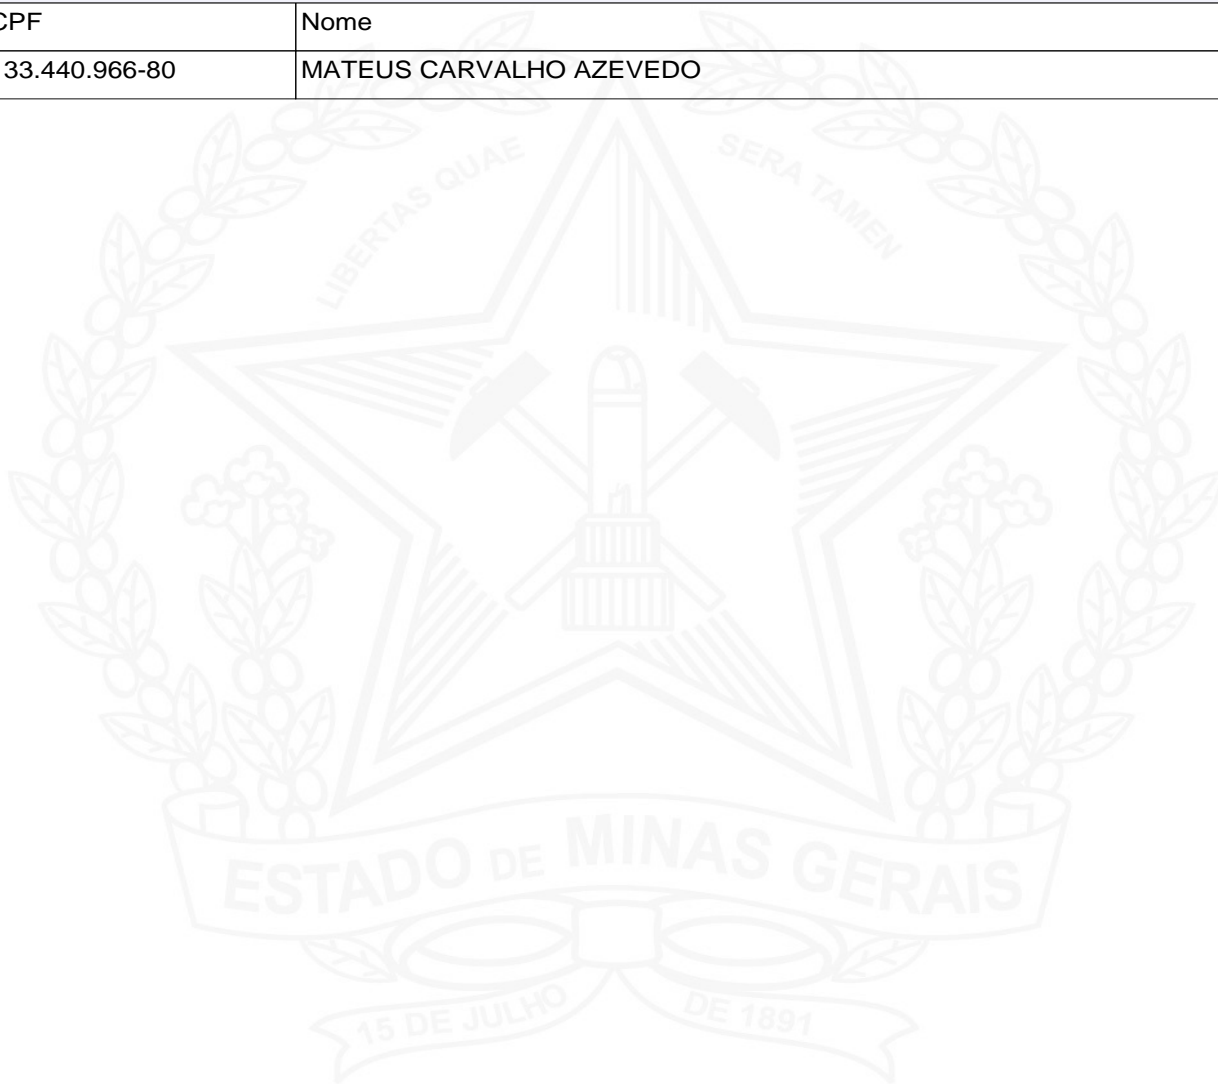 CPF Nome
33.440.966-80 MATEUS CARVALHO AZEVEDO
LIBERTAS QUAE SERA TAMEN
ESTADO DE MINAS GERAIS
15 DE JULHO DE 1891